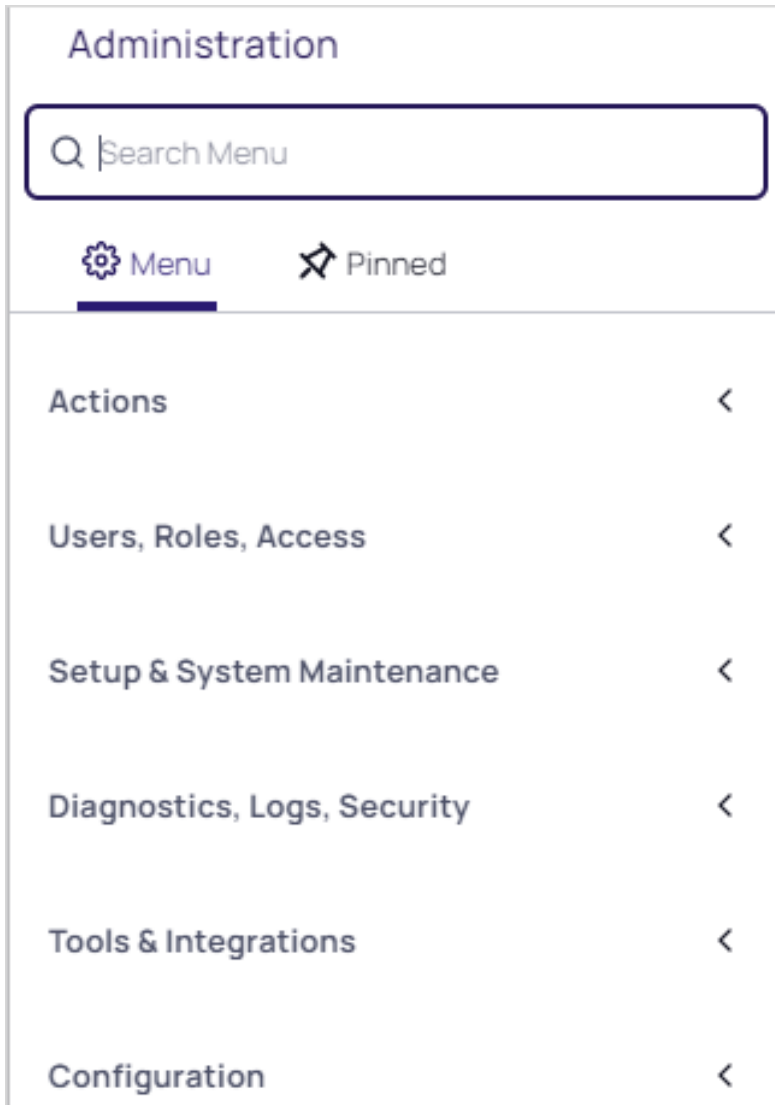 Administration
Search Menu
Menu Pinned
Actions
Users, Roles, Access
Setup & System Maintenance
Diagnostics, Logs, Security
Tools & Integrations
Configuration